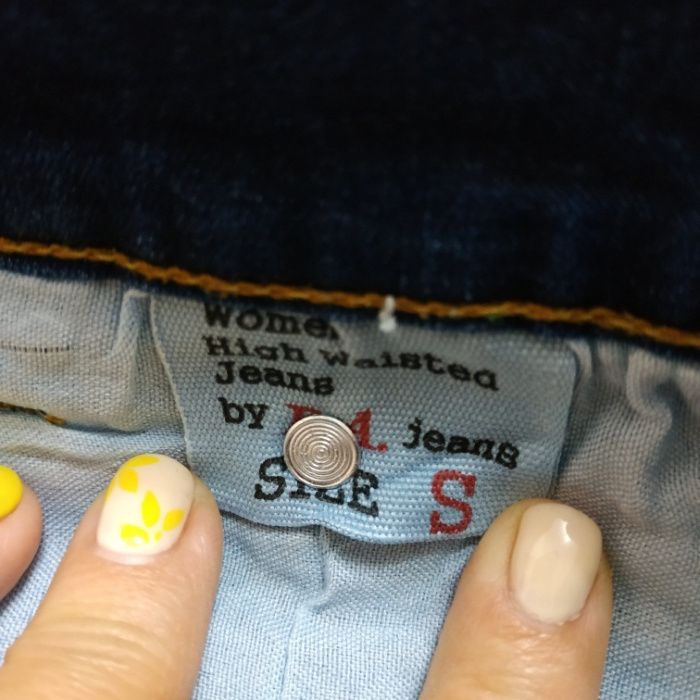 Women
High Waisted
Jeans
by jeans
SIZE S